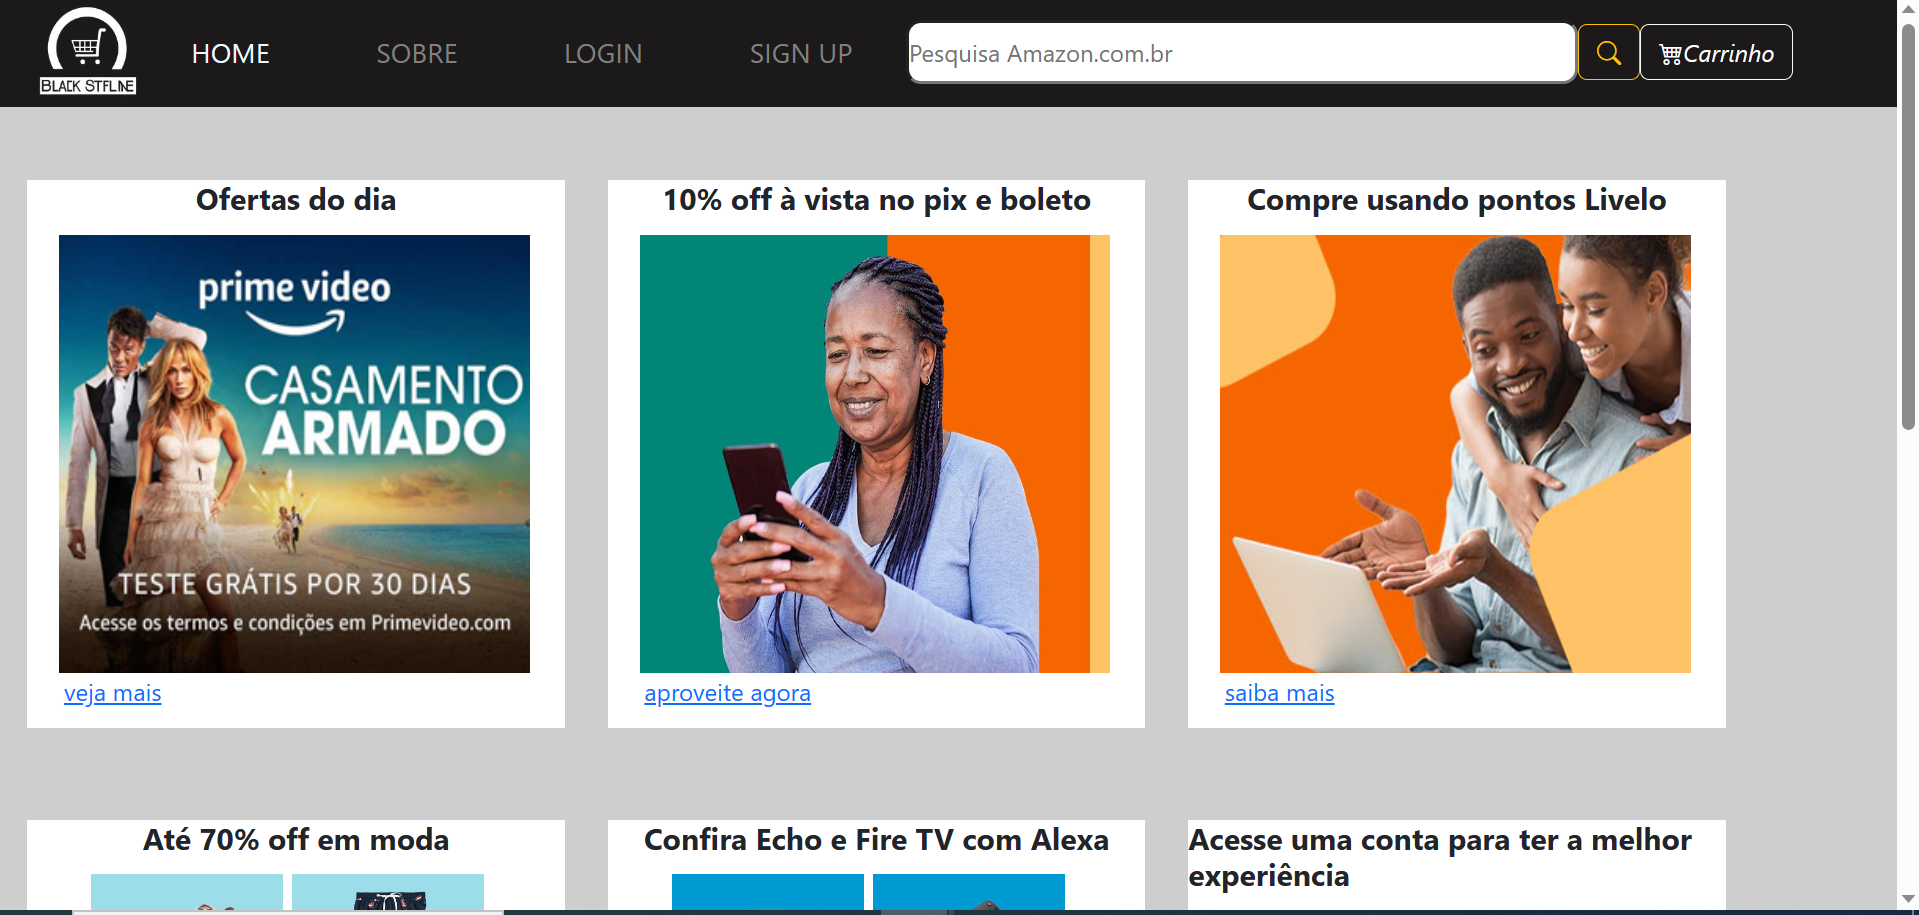 BLACK STFLINE
HOME
SOBRE
LOGIN
SIGN UP
Pesquisa Amazon.com.br
Carrinho
Ofertas do dia
prime video
CASAMENTO
ARMADO
TESTE GRÁTIS POR 30 DIAS
Acesse os termos e condições em Primevideo.com
veja mais
10% off à vista no pix e boleto
aproveite agora
Compre usando pontos Livelo
saiba mais
Até 70% off em moda
Confira Echo e Fire TV com Alexa
Acesse uma conta para ter a melhor
experiência